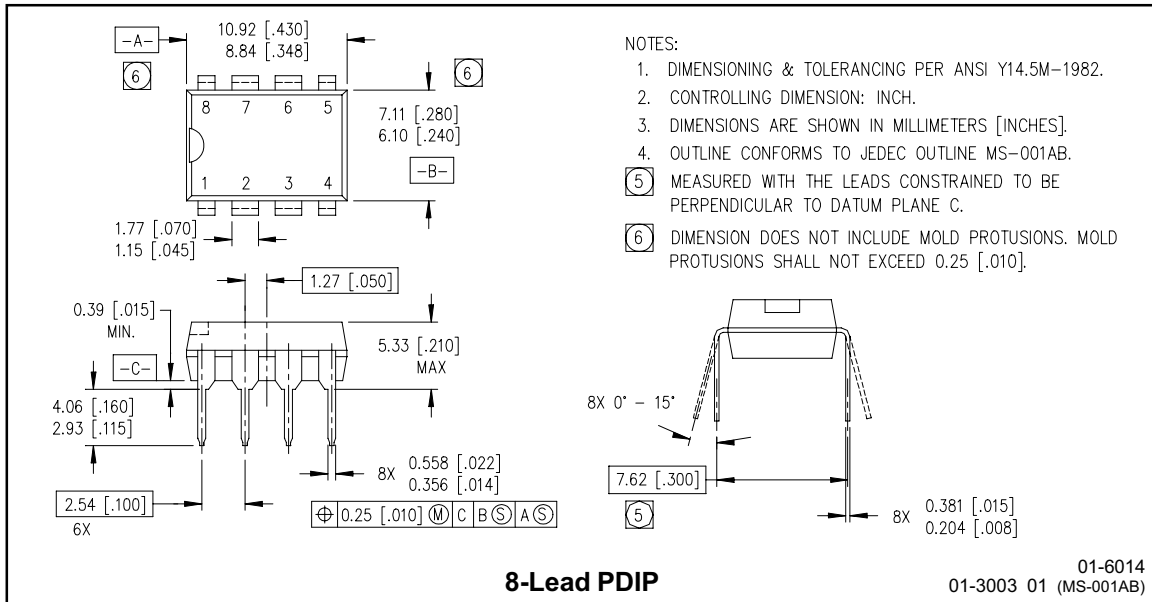 -A-
10.92 [.430]
8.84 [.348]
6
6
8 7 6 5
1 2 3 4
7.11 [.280]
6.10 [.240]
-B-
1.77 [.070]
1.15 [.045]
1.27 [.050]
0.39 [.015]
MIN.
-C-
5.33 [.210]
MAX
4.06 [.160]
2.93 [.115]
8X 0.558 [.022]
0.356 [.014]
2.54 [.100]
6X
⌖ 0.25 [.010] Ⓜ C B Ⓢ A Ⓢ
NOTES:
1. DIMENSIONING & TOLERANCING PER ANSI Y14.5M-1982.
2. CONTROLLING DIMENSION: INCH.
3. DIMENSIONS ARE SHOWN IN MILLIMETERS [INCHES].
4. OUTLINE CONFORMS TO JEDEC OUTLINE MS-001AB.
5 MEASURED WITH THE LEADS CONSTRAINED TO BE
PERPENDICULAR TO DATUM PLANE C.
6 DIMENSION DOES NOT INCLUDE MOLD PROTUSIONS. MOLD
PROTUSIONS SHALL NOT EXCEED 0.25 [.010].
8X 0° - 15°
7.62 [.300]
5
8X 0.381 [.015]
0.204 [.008]
8-Lead PDIP
01-6014
01-3003 01 (MS-001AB)